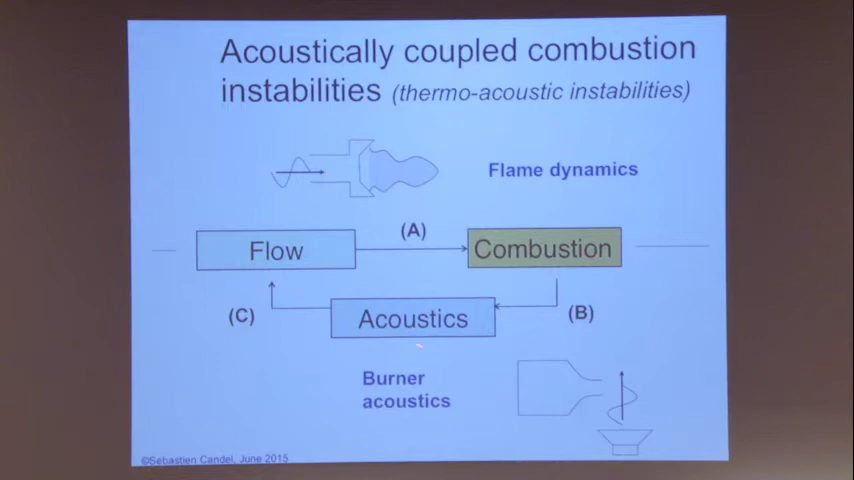 Acoustically coupled combustion
instabilities (thermo-acoustic instabilities)
Flame dynamics
(A)
Flow
Combustion
(C)
Acoustics
(B)
Burner
acoustics
©Sebastien Candel, June 2015